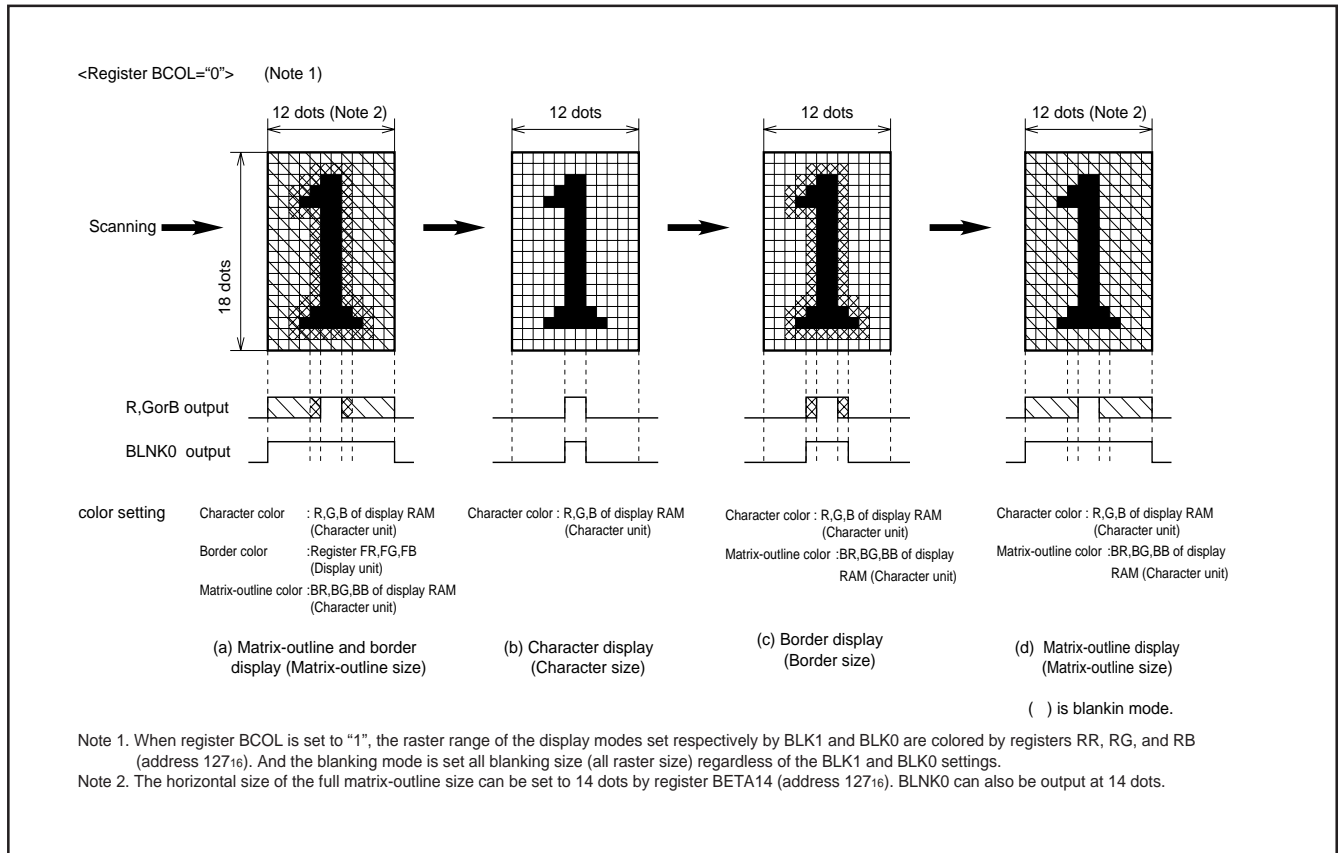 <Register BCOL=“0”> (Note 1)
12 dots (Note 2)
12 dots
12 dots
12 dots (Note 2)
Scanning
18 dots
R,GorB output
BLNK0 output
color setting
Character color : R,G,B of display RAM
(Character unit)
Border color :Register FR,FG,FB
(Display unit)
Matrix-outline color :BR,BG,BB of display RAM
(Character unit)
Character color : R,G,B of display RAM
(Character unit)
Character color : R,G,B of display RAM
(Character unit)
Matrix-outline color :BR,BG,BB of display
RAM (Character unit)
Character color : R,G,B of display RAM
(Character unit)
Matrix-outline color :BR,BG,BB of display
RAM (Character unit)
(a) Matrix-outline and border
display (Matrix-outline size)
(b) Character display
(Character size)
(c) Border display
(Border size)
(d) Matrix-outline display
(Matrix-outline size)
( ) is blankin mode.
Note 1. When register BCOL is set to “1”, the raster range of the display modes set respectively by BLK1 and BLK0 are colored by registers RR, RG, and RB
(address 12716). And the blanking mode is set all blanking size (all raster size) regardless of the BLK1 and BLK0 settings.
Note 2. The horizontal size of the full matrix-outline size can be set to 14 dots by register BETA14 (address 12716). BLNK0 can also be output at 14 dots.